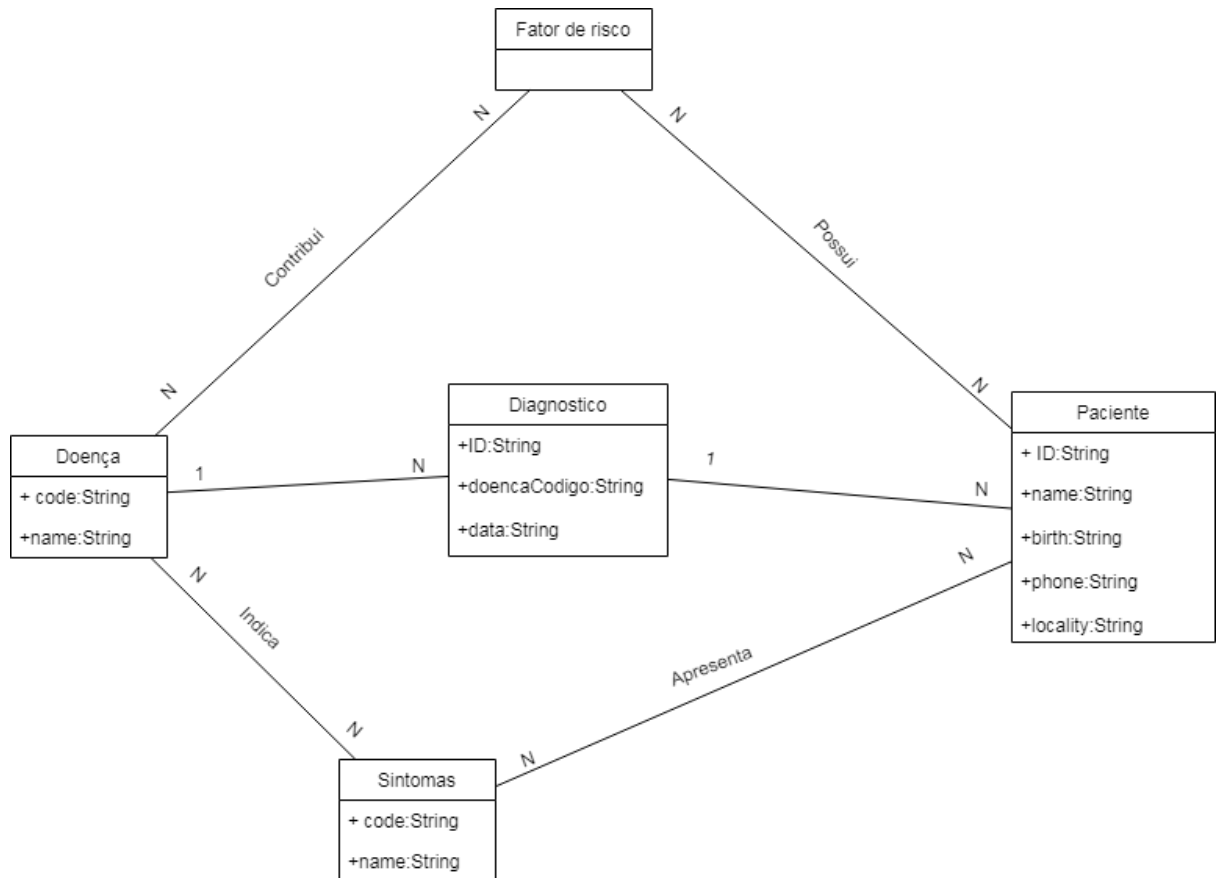 Fator de risco
N
N
Contribui
Possui
N
N
Diagnostico
+ID:String
+doencaCodigo:String
+data:String
Paciente
+ ID:String
+name:String
+birth:String
+phone:String
+locality:String
Doença
+ code:String
+name:String
1
N
1
N
N
N
Indica
Apresenta
N
N
Sintomas
+ code:String
+name:String